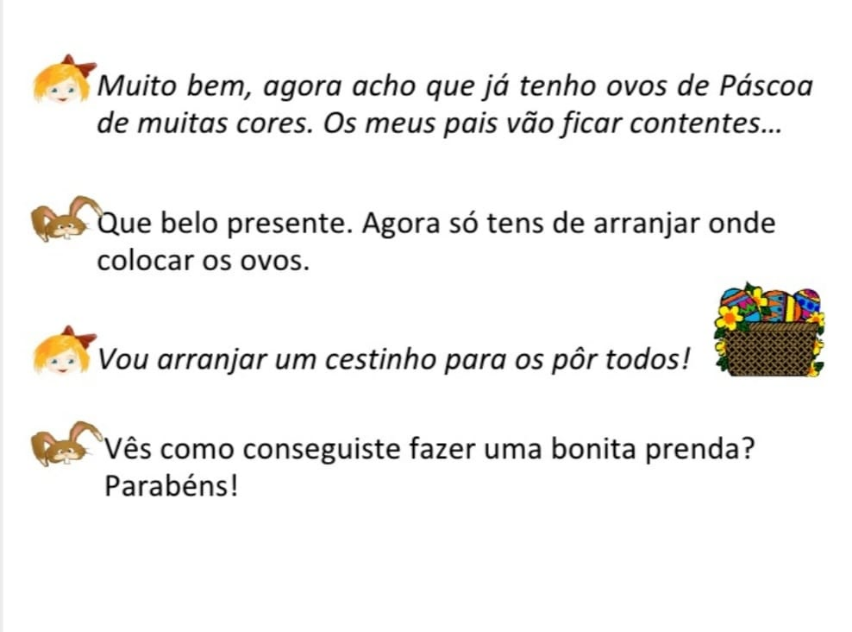 Muito bem, agora acho que já tenho ovos de Páscoa
de muitas cores. Os meus pais vão ficar contentes...
Que belo presente. Agora só tens de arranjar onde
colocar os ovos.
Vou arranjar um cestinho para os pôr todos!
Vês como conseguiste fazer uma bonita prenda?
Parabéns!